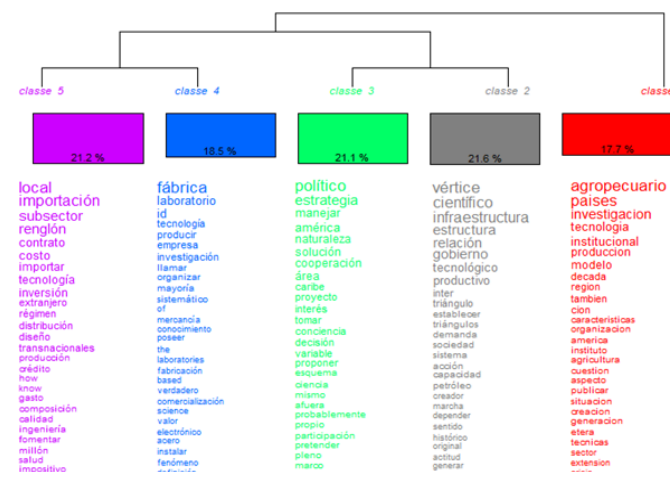 classe 5
classe 4
classe 3
classe 2
classe
21.2 %
18.5 %
21.1 %
21.6 %
17.7 %
local
importación
subsector
renglón
contrato
costo
importar
tecnología
inversión
extranjero
régimen
distribución
diseño
transnacionales
producción
crédito
how
know
gasto
composición
calidad
ingeniería
fomentar
millón
salud
impositivo
fábrica
laboratorio
id
tecnología
producir
empresa
investigación
llamar
organizar
mayoría
sistemático
of
mercancía
conocimiento
poseer
the
laboratories
fabricación
based
verdadero
comercialización
science
valor
electrónico
acero
instalar
fenómeno
definición
político
estrategia
manejar
américa
naturaleza
solución
cooperación
área
caribe
proyecto
interés
tomar
conciencia
decisión
variable
proponer
esquema
ciencia
mismo
afuera
probablemente
propio
participación
pretender
pleno
marco
vértice
científico
infraestructura
estructura
relación
gobierno
tecnológico
productivo
inter
triángulo
establecer
triángulos
demanda
sociedad
sistema
acción
capacidad
petróleo
creador
marcha
depender
sentido
histórico
original
actitud
generar
agropecuario
paises
investigacion
tecnologia
institucional
produccion
modelo
decada
region
tambien
cion
caracteristicas
organizacion
america
instituto
agricultura
cuestion
aspecto
publicar
situacion
creacion
generacion
etera
tecnicas
sector
extension